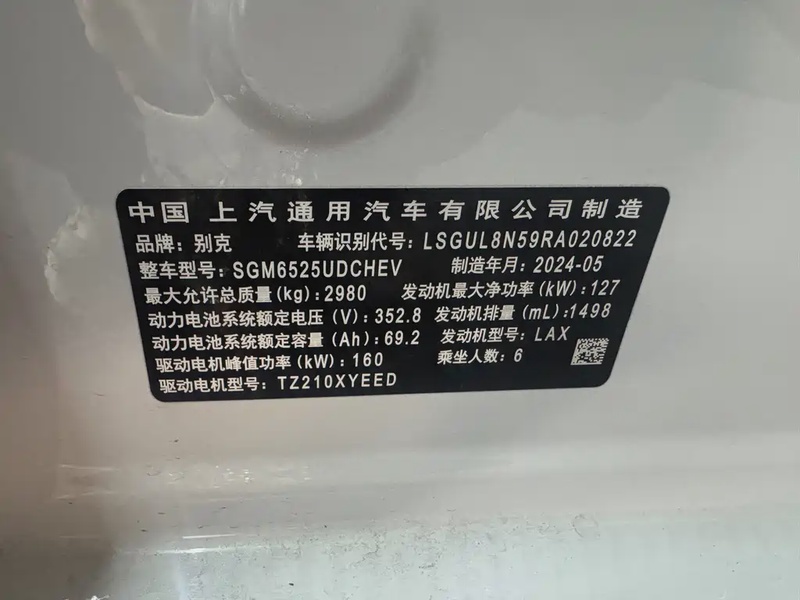 中国 上汽通用汽车有限公司制造
品牌: 别克 车辆识别代号: LSGUL8N59RA020822
整车型号: SGM6525UDCHEV 制造年月: 2024-05
最大允许总质量(kg):2980 发动机最大净功率(kW):127
动力电池系统额定电压(V):352.8 发动机排量(mL):1498
动力电池系统额定容量(Ah):69.2 发动机型号: LAX
驱动电机峰值功率(kW):160 乘坐人数: 6
驱动电机型号: TZ210XYEED